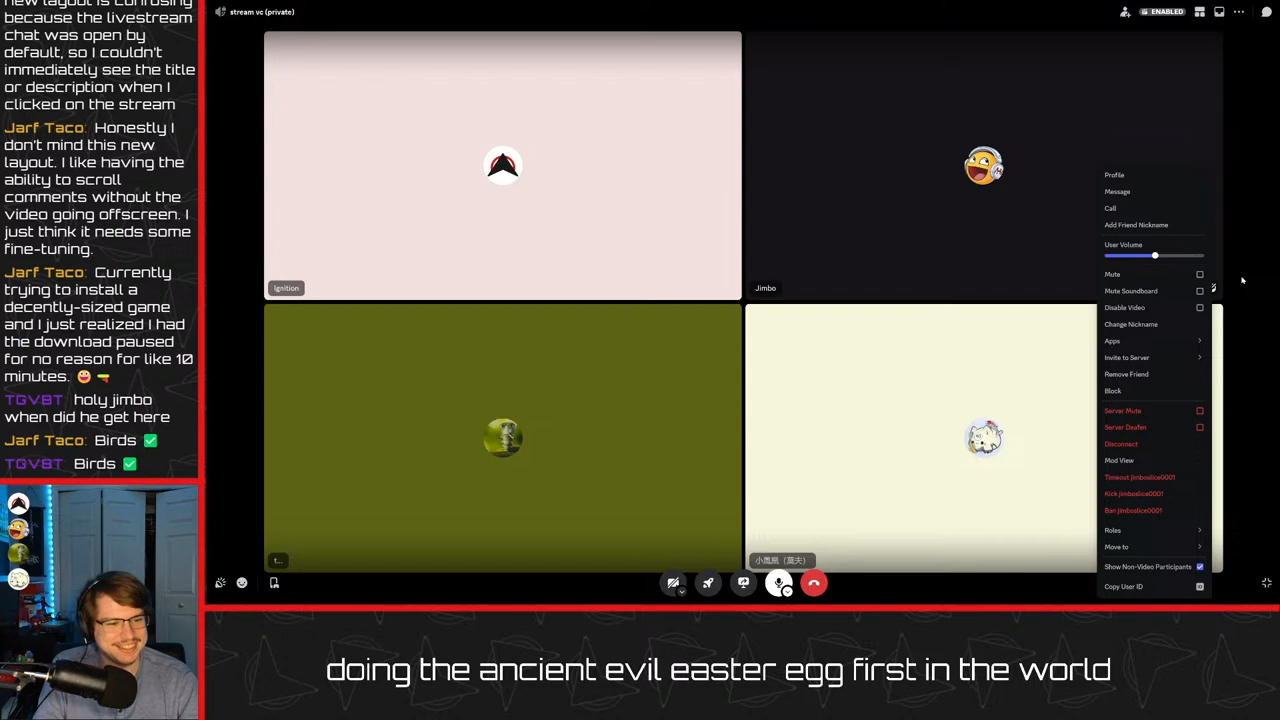 new layout is confusing
because the livestream
chat was open by
default, so I couldn't
immediately see the title
or description when I
clicked on the stream
Jarf Taco: Honestly I
don't mind this new
layout. I like having the
ability to scroll
comments without the
video going offscreen. I
just think it needs some
fine-tuning.
Jarf Taco: Currently
trying to install a
decently-sized game
and I just realized I had
the download paused
for no reason for like 10
minutes.
TGVBT holy jimbo
when did he get here
Jarf Taco: Birds
TGVBT: Birds
stream vc (private)
ENABLED
Ignition
Jimbo
t...
小鳳凰（莫夫）
Profile
Message
Call
Add Friend Nickname
User Volume
Mute
Mute Soundboard
Disable Video
Change Nickname
Apps
Invite to Server
Remove Friend
Block
Server Mute
Server Deafen
Disconnect
Mod View
Timeout jimboslice0001
Kick jimboslice0001
Ban jimboslice0001
Roles
Move to
Show Non-Video Participants
Copy User ID
doing the ancient evil easter egg first in the world